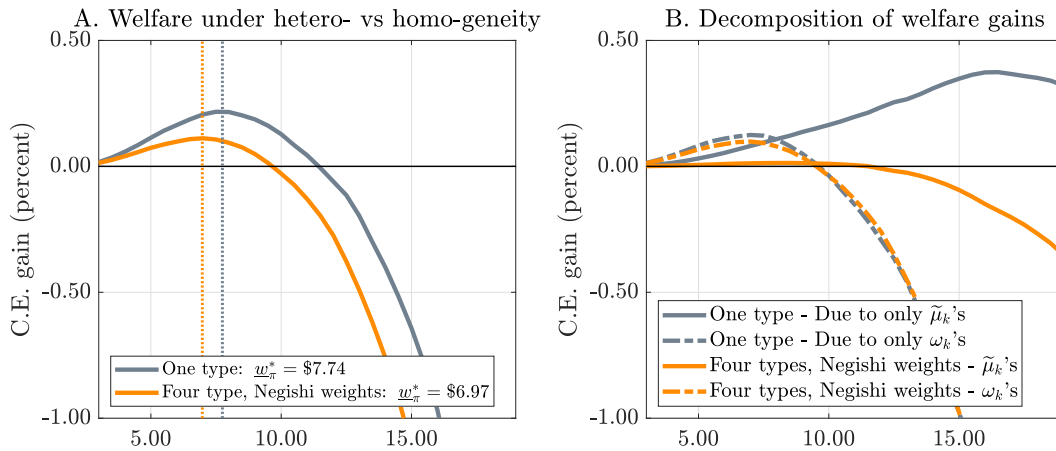 A. Welfare under hetero- vs homo-geneity
0.50
0.00
-0.50
-1.00
C.E. gain (percent)
5.00 10.00 15.00
One type: w̲*π = $7.74
Four type, Negishi weights: w̲*π = $6.97
B. Decomposition of welfare gains
0.50
0.00
-0.50
-1.00
C.E. gain (percent)
5.00 10.00 15.00
One type - Due to only μ̃ₖ's
One type - Due to only ωₖ's
Four types, Negishi weights - μ̃ₖ's
Four types, Negishi weights - ωₖ's